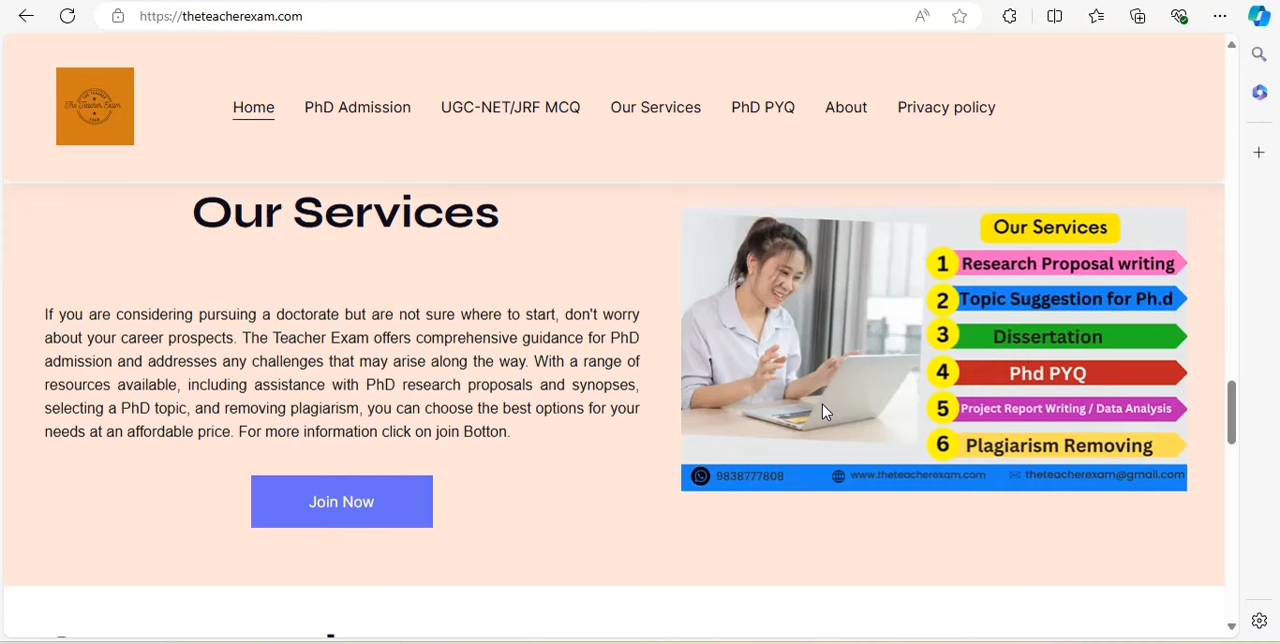 https://theteacherexam.com
THE TEACHER
The Teacher Exam
EXAM
Home PhD Admission UGC-NET/JRF MCQ Our Services PhD PYQ About Privacy policy
Our Services
If you are considering pursuing a doctorate but are not sure where to start, don't worry
about your career prospects. The Teacher Exam offers comprehensive guidance for PhD
admission and addresses any challenges that may arise along the way. With a range of
resources available, including assistance with PhD research proposals and synopses,
selecting a PhD topic, and removing plagiarism, you can choose the best options for your
needs at an affordable price. For more information click on join Botton.
Join Now
Our Services
1 Research Proposal writing
2 Topic Suggestion for Ph.d
3 Dissertation
4 Phd PYQ
5 Project Report Writing / Data Analysis
6 Plagiarism Removing
9838777808 www.theteacherexam.com theteacherexam@gmail.com